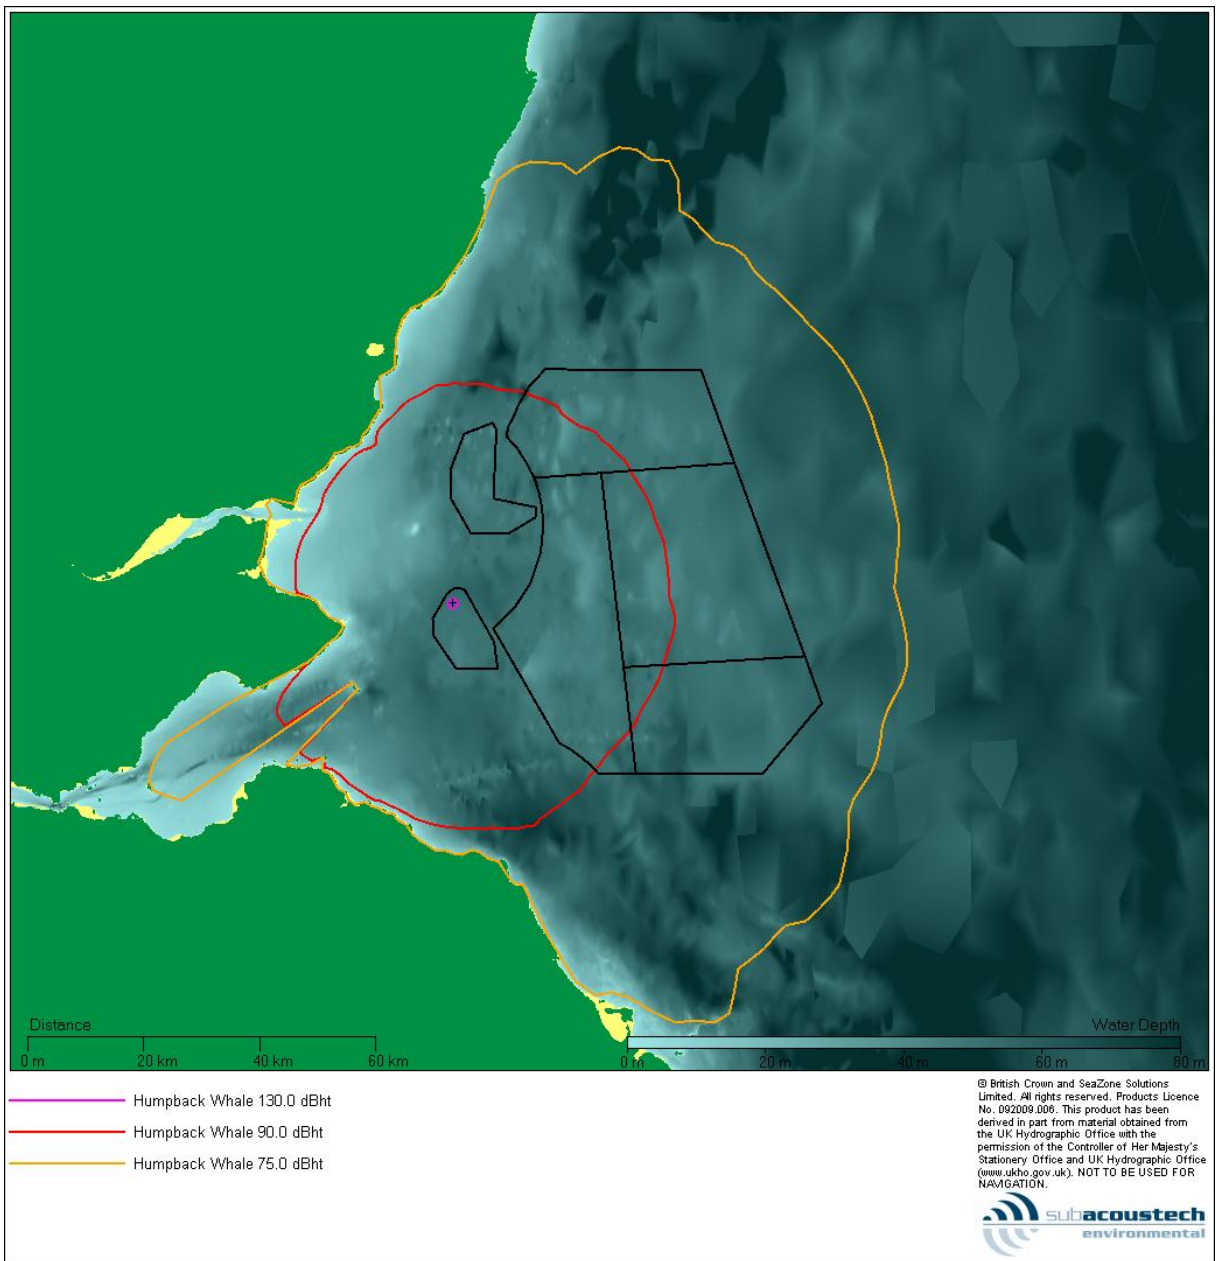 Distance
0 m 20 km 40 km 60 km
Water Depth
0 m 20 m 40 m 60 m 80 m
Humpback Whale 130.0 dBht
Humpback Whale 90.0 dBht
Humpback Whale 75.0 dBht
© British Crown and SeaZone Solutions
Limited. All rights reserved. Products Licence
No. 092009.006. This product has been
derived in part from material obtained from
the UK Hydrographic Office with the
permission of the Controller of Her Majesty's
Stationery Office and UK Hydrographic Office
(www.ukho.gov.uk). NOT TO BE USED FOR
NAVIGATION.
subacoustech
environmental